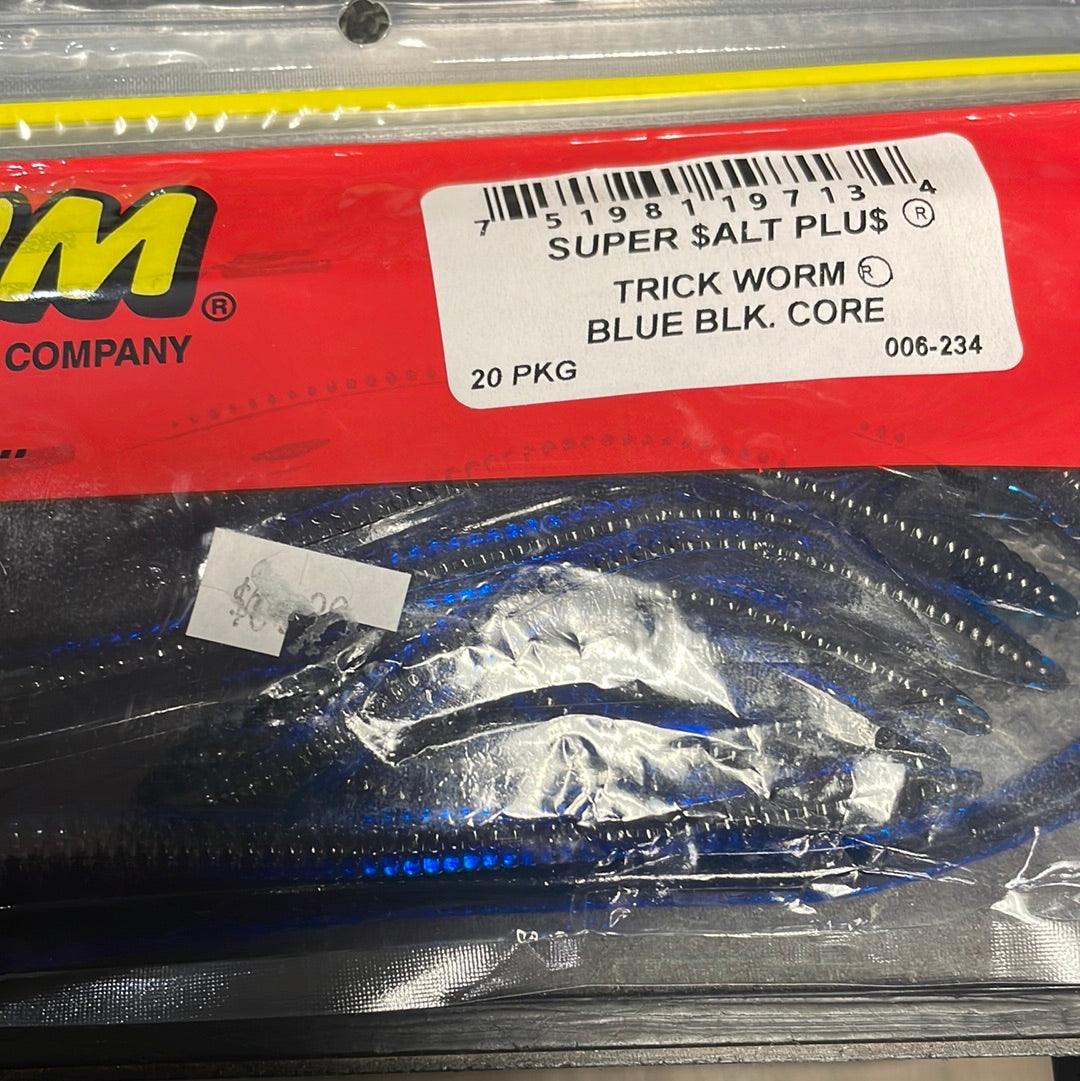 M®
COMPANY
"
7 51981 19713 4
SUPER $ALT PLU$ ®
TRICK WORM ®
BLUE BLK. CORE
20 PKG
006-234